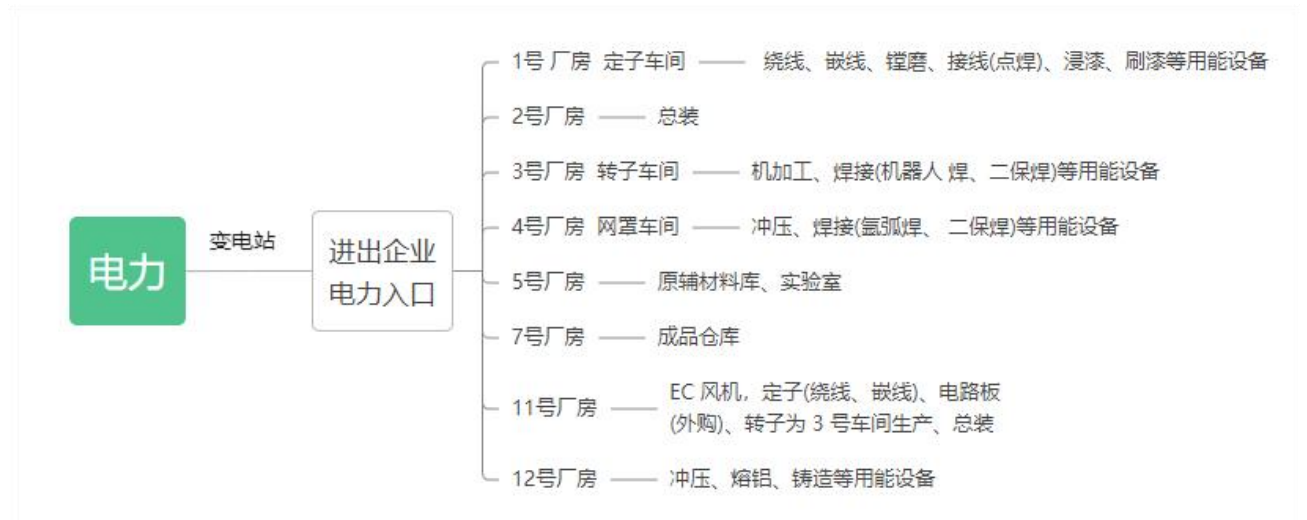 电力
变电站
进出企业
电力入口
1号 厂房 定子车间 绕线、嵌线、镗磨、接线(点焊)、浸漆、刷漆等用能设备
2号厂房 总装
3号厂房 转子车间 机加工、焊接(机器人 焊、二保焊)等用能设备
4号厂房 网罩车间 冲压、焊接(氩弧焊、 二保焊)等用能设备
5号厂房 原辅材料库、实验室
7号厂房 成品仓库
11号厂房 EC 风机，定子(绕线、嵌线)、电路板
(外购)、转子为 3 号车间生产、总装
12号厂房 冲压、熔铝、铸造等用能设备